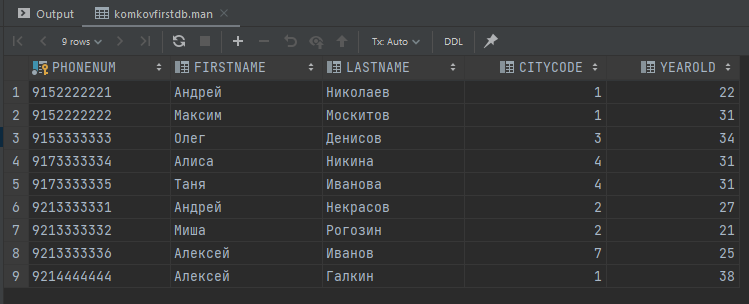 Output komkovfirstdb.man
9 rows Tx: Auto DDL
PHONENUM FIRSTNAME LASTNAME CITYCODE YEAROLD
1 9152222221 Андрей Николаев 1 22
2 9152222222 Максим Москитов 1 31
3 9153333333 Олег Денисов 3 34
4 9173333334 Алиса Никина 4 31
5 9173333335 Таня Иванова 4 31
6 9213333331 Андрей Некрасов 2 27
7 9213333332 Миша Рогозин 2 21
8 9213333336 Алексей Иванов 7 25
9 9214444444 Алексей Галкин 1 38